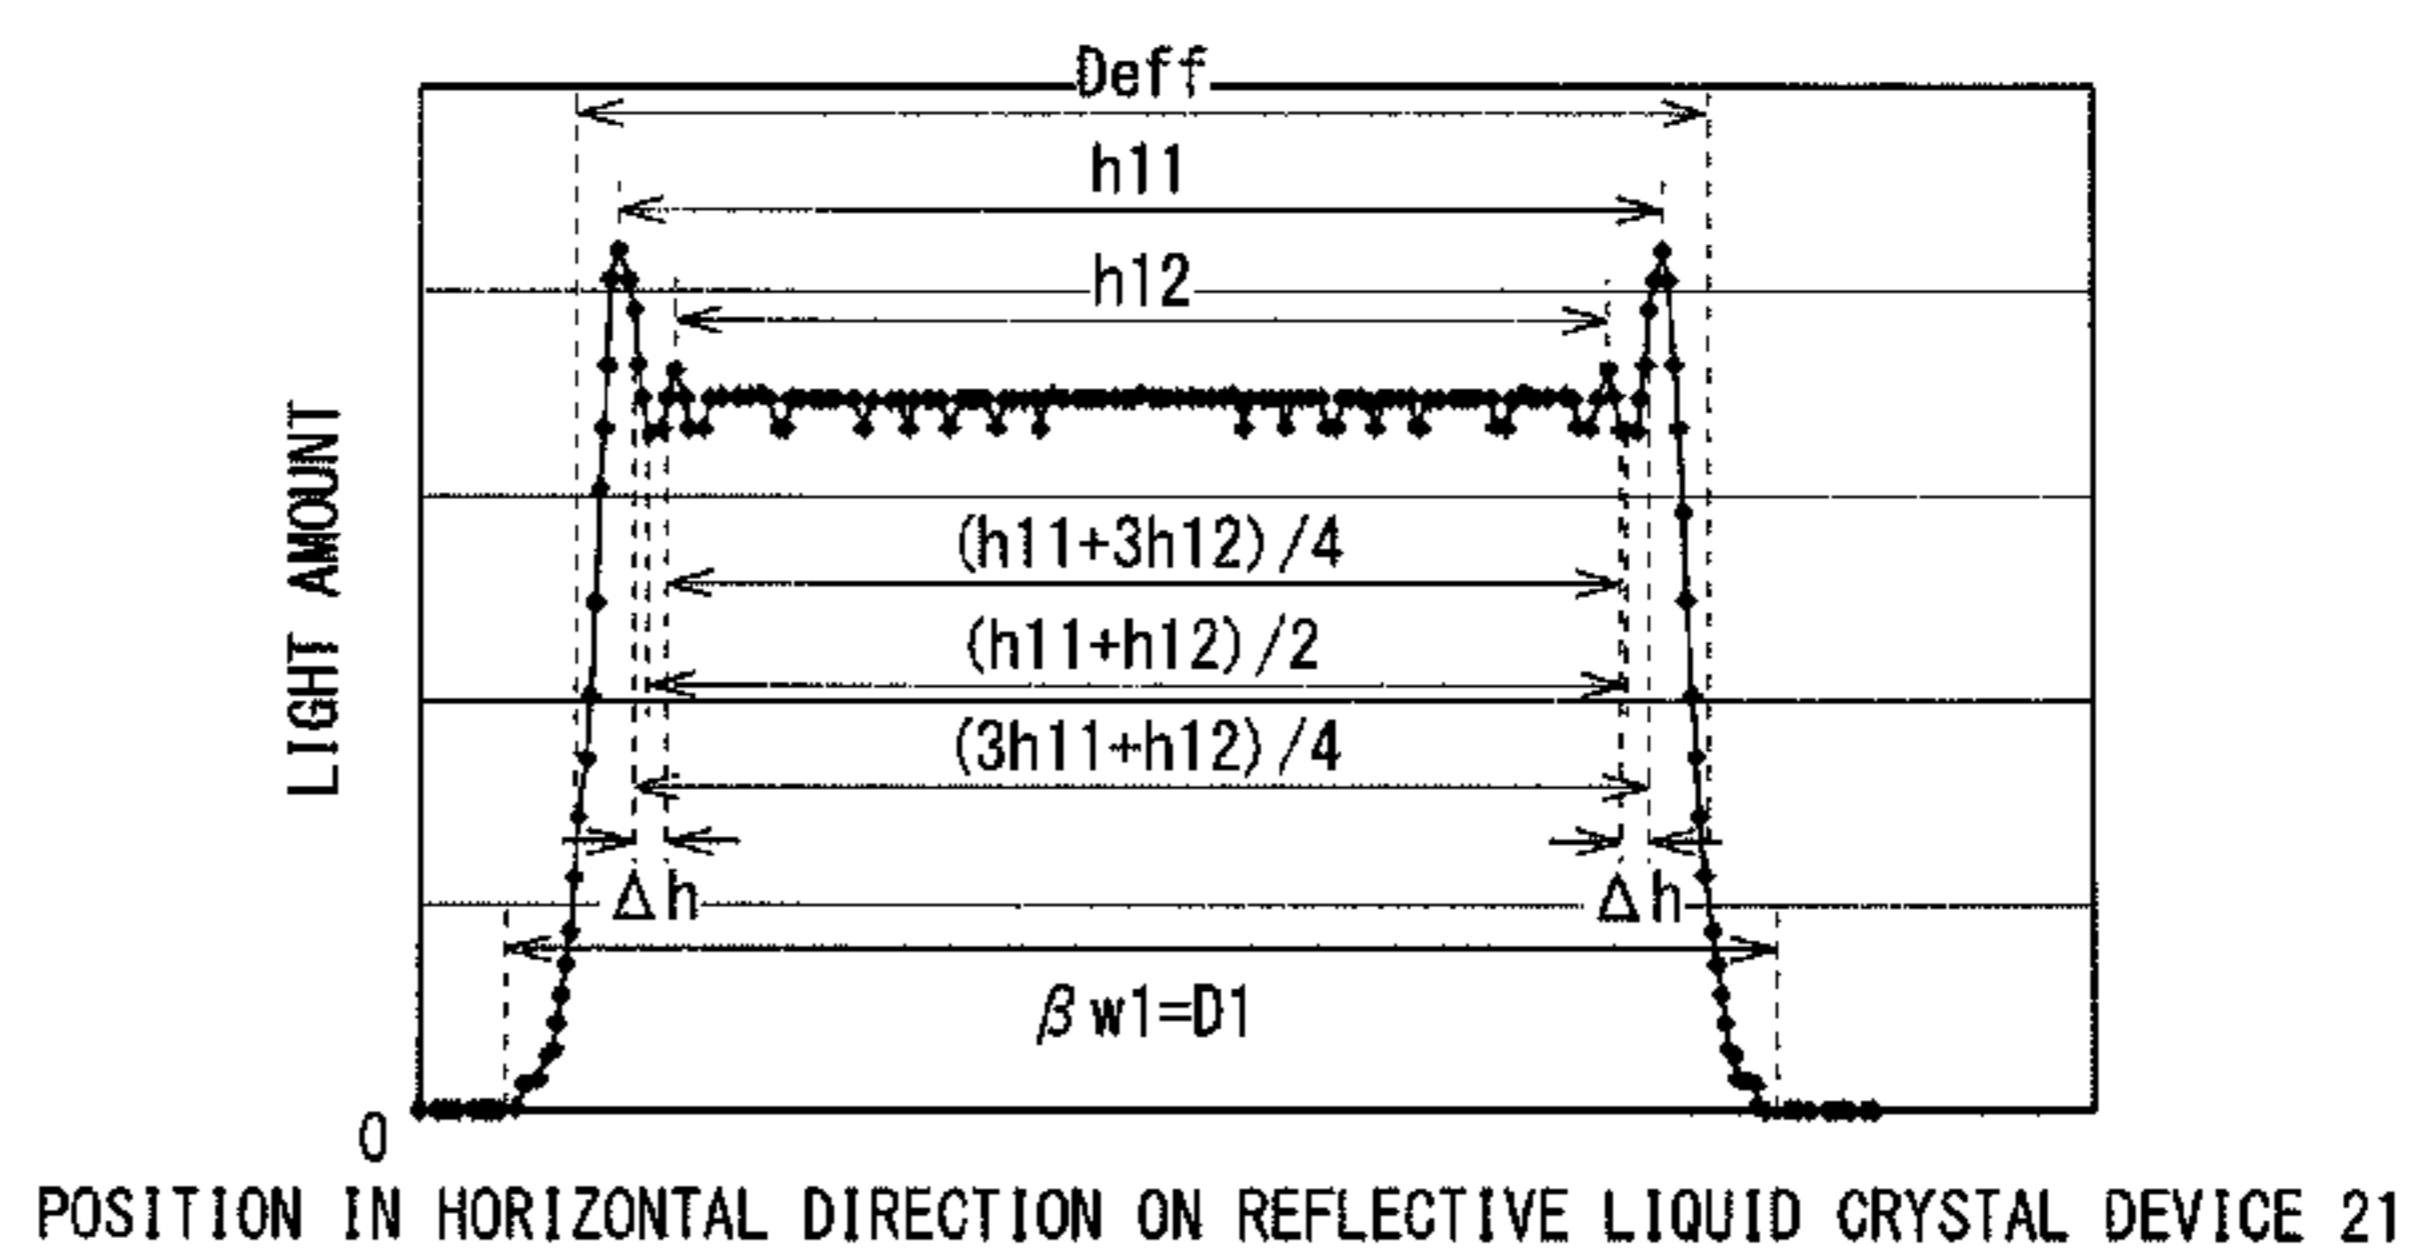 Deff
h11
h12
(h11+3h12)/4
(h11+h12)/2
(3h11+h12)/4
Δh
Δh
βw1=D1
LIGHT AMOUNT
0
POSITION IN HORIZONTAL DIRECTION ON REFLECTIVE LIQUID CRYSTAL DEVICE 21